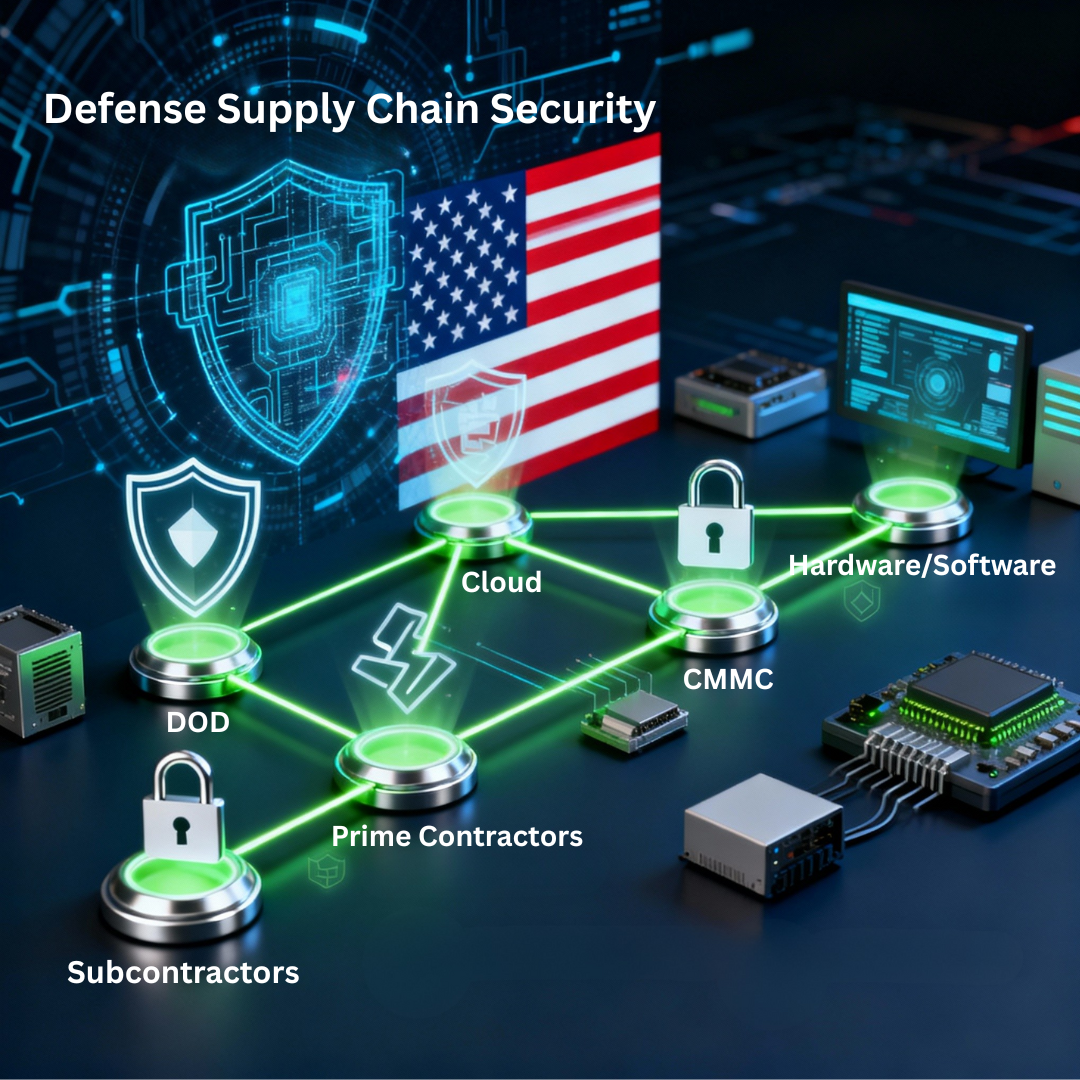 Defense Supply Chain Security
Cloud
Hardware/Software
CMMC
DOD
Prime Contractors
Subcontractors